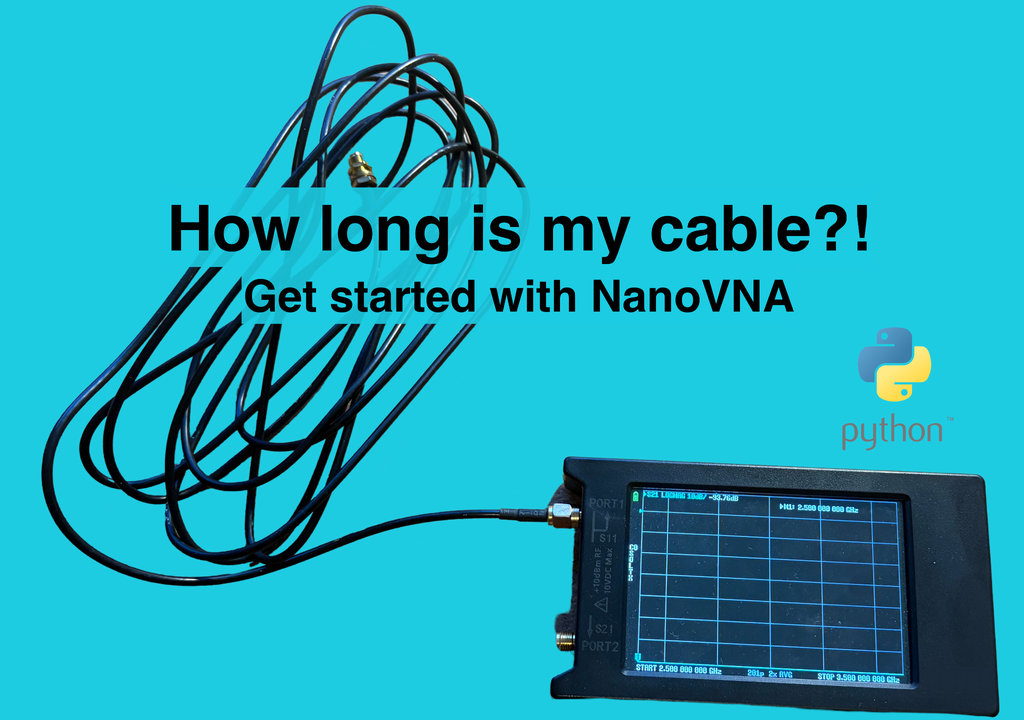 How long is my cable?!
Get started with NanoVNA
python™
PORT1
S11
+10dBm RF
10VDC Max
S21
PORT2
S21 LOGMAG 10dB/ -93.76dB
M1: 2.500 000 000 GHz
START 2.500 000 000 GHz
201p 2x AVG
STOP 3.500 000 000 GHz